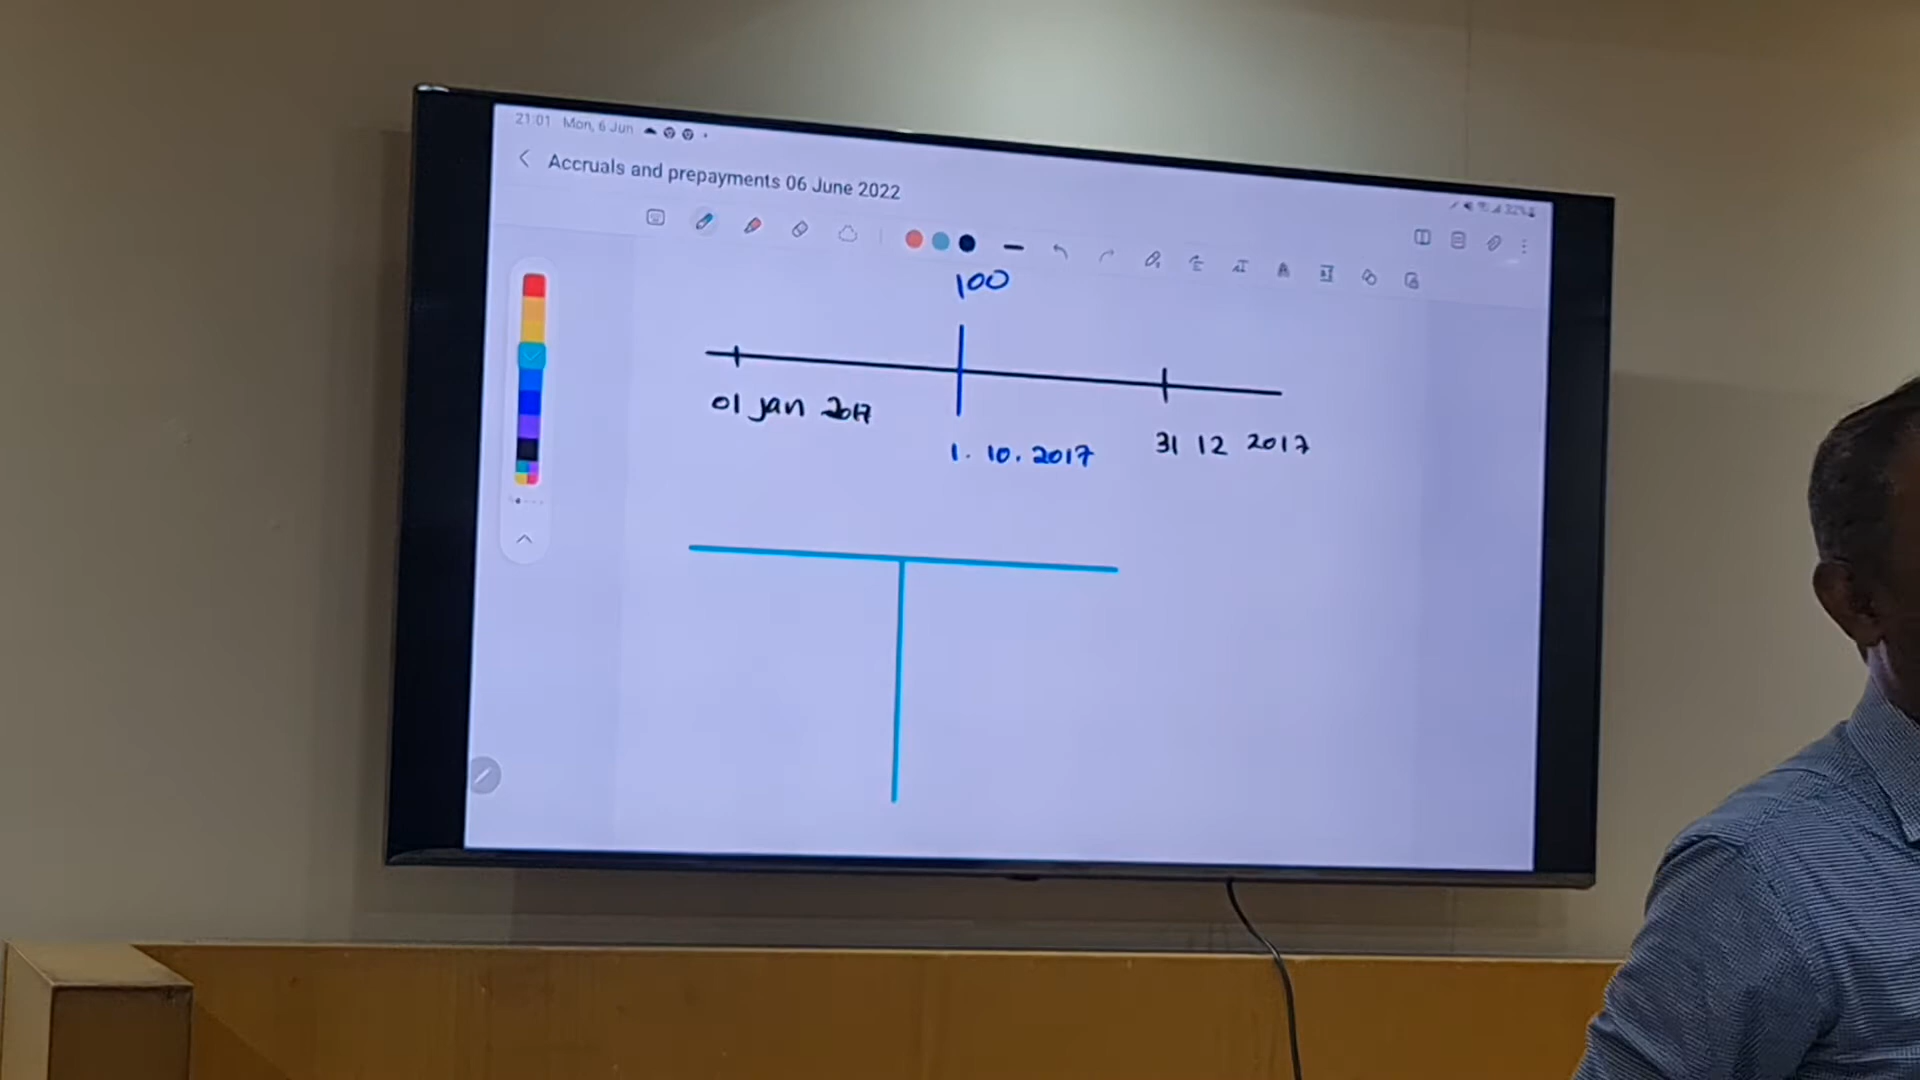 21:01 Mon, 6 Jun
32%
Accruals and prepayments 06 June 2022
100
01 Jan 2017
1. 10. 2017
31 12 2017